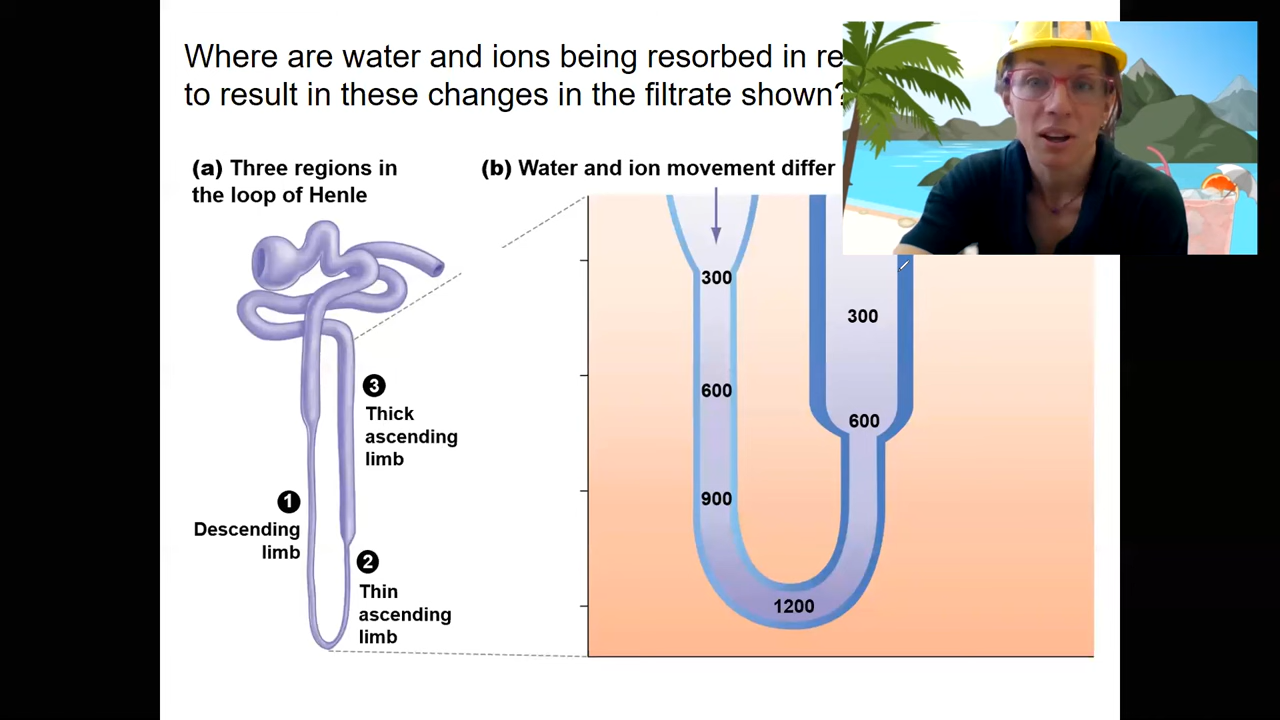 Where are water and ions being resorbed in
to result in these changes in the filtrate shown?
(a) Three regions in
the loop of Henle
(b) Water and ion movement differ
300
300
600
600
900
1200
3
Thick
ascending
limb
1
Descending
limb
2
Thin
ascending
limb